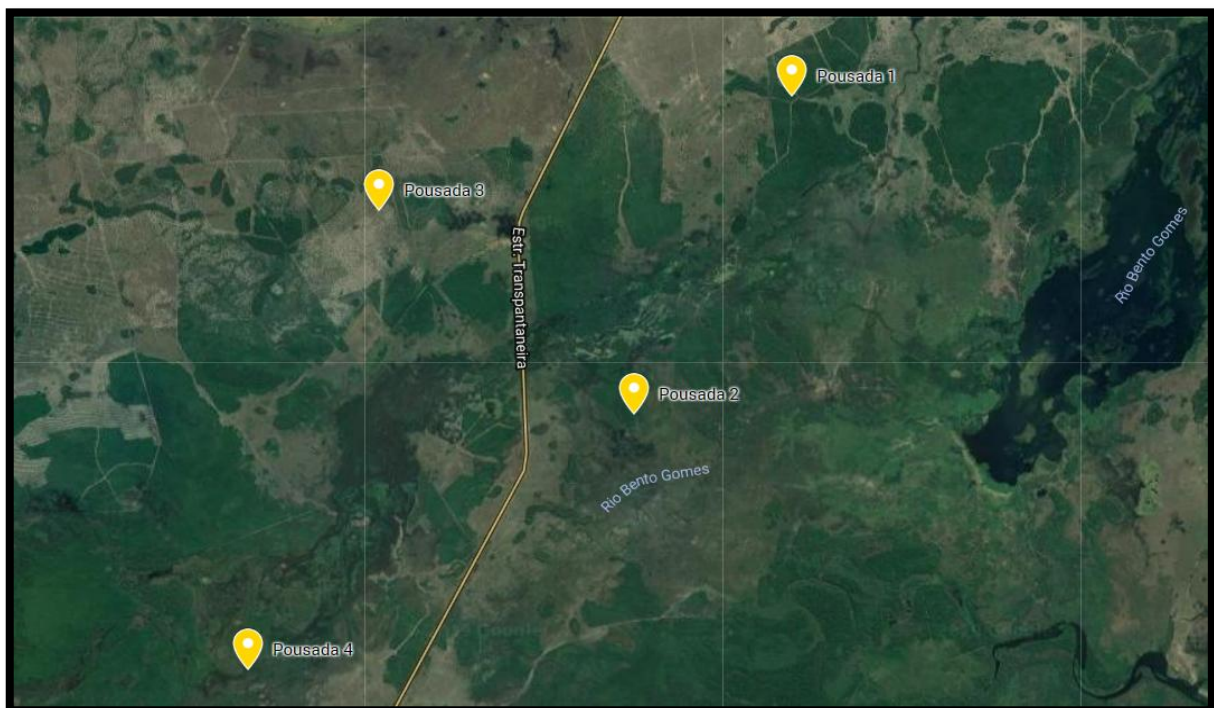 Pousada 1
Pousada 3
Rio Bento Gomes
Estr. Transpantaneira
Pousada 2
Rio Bento Gomes
Pousada 4